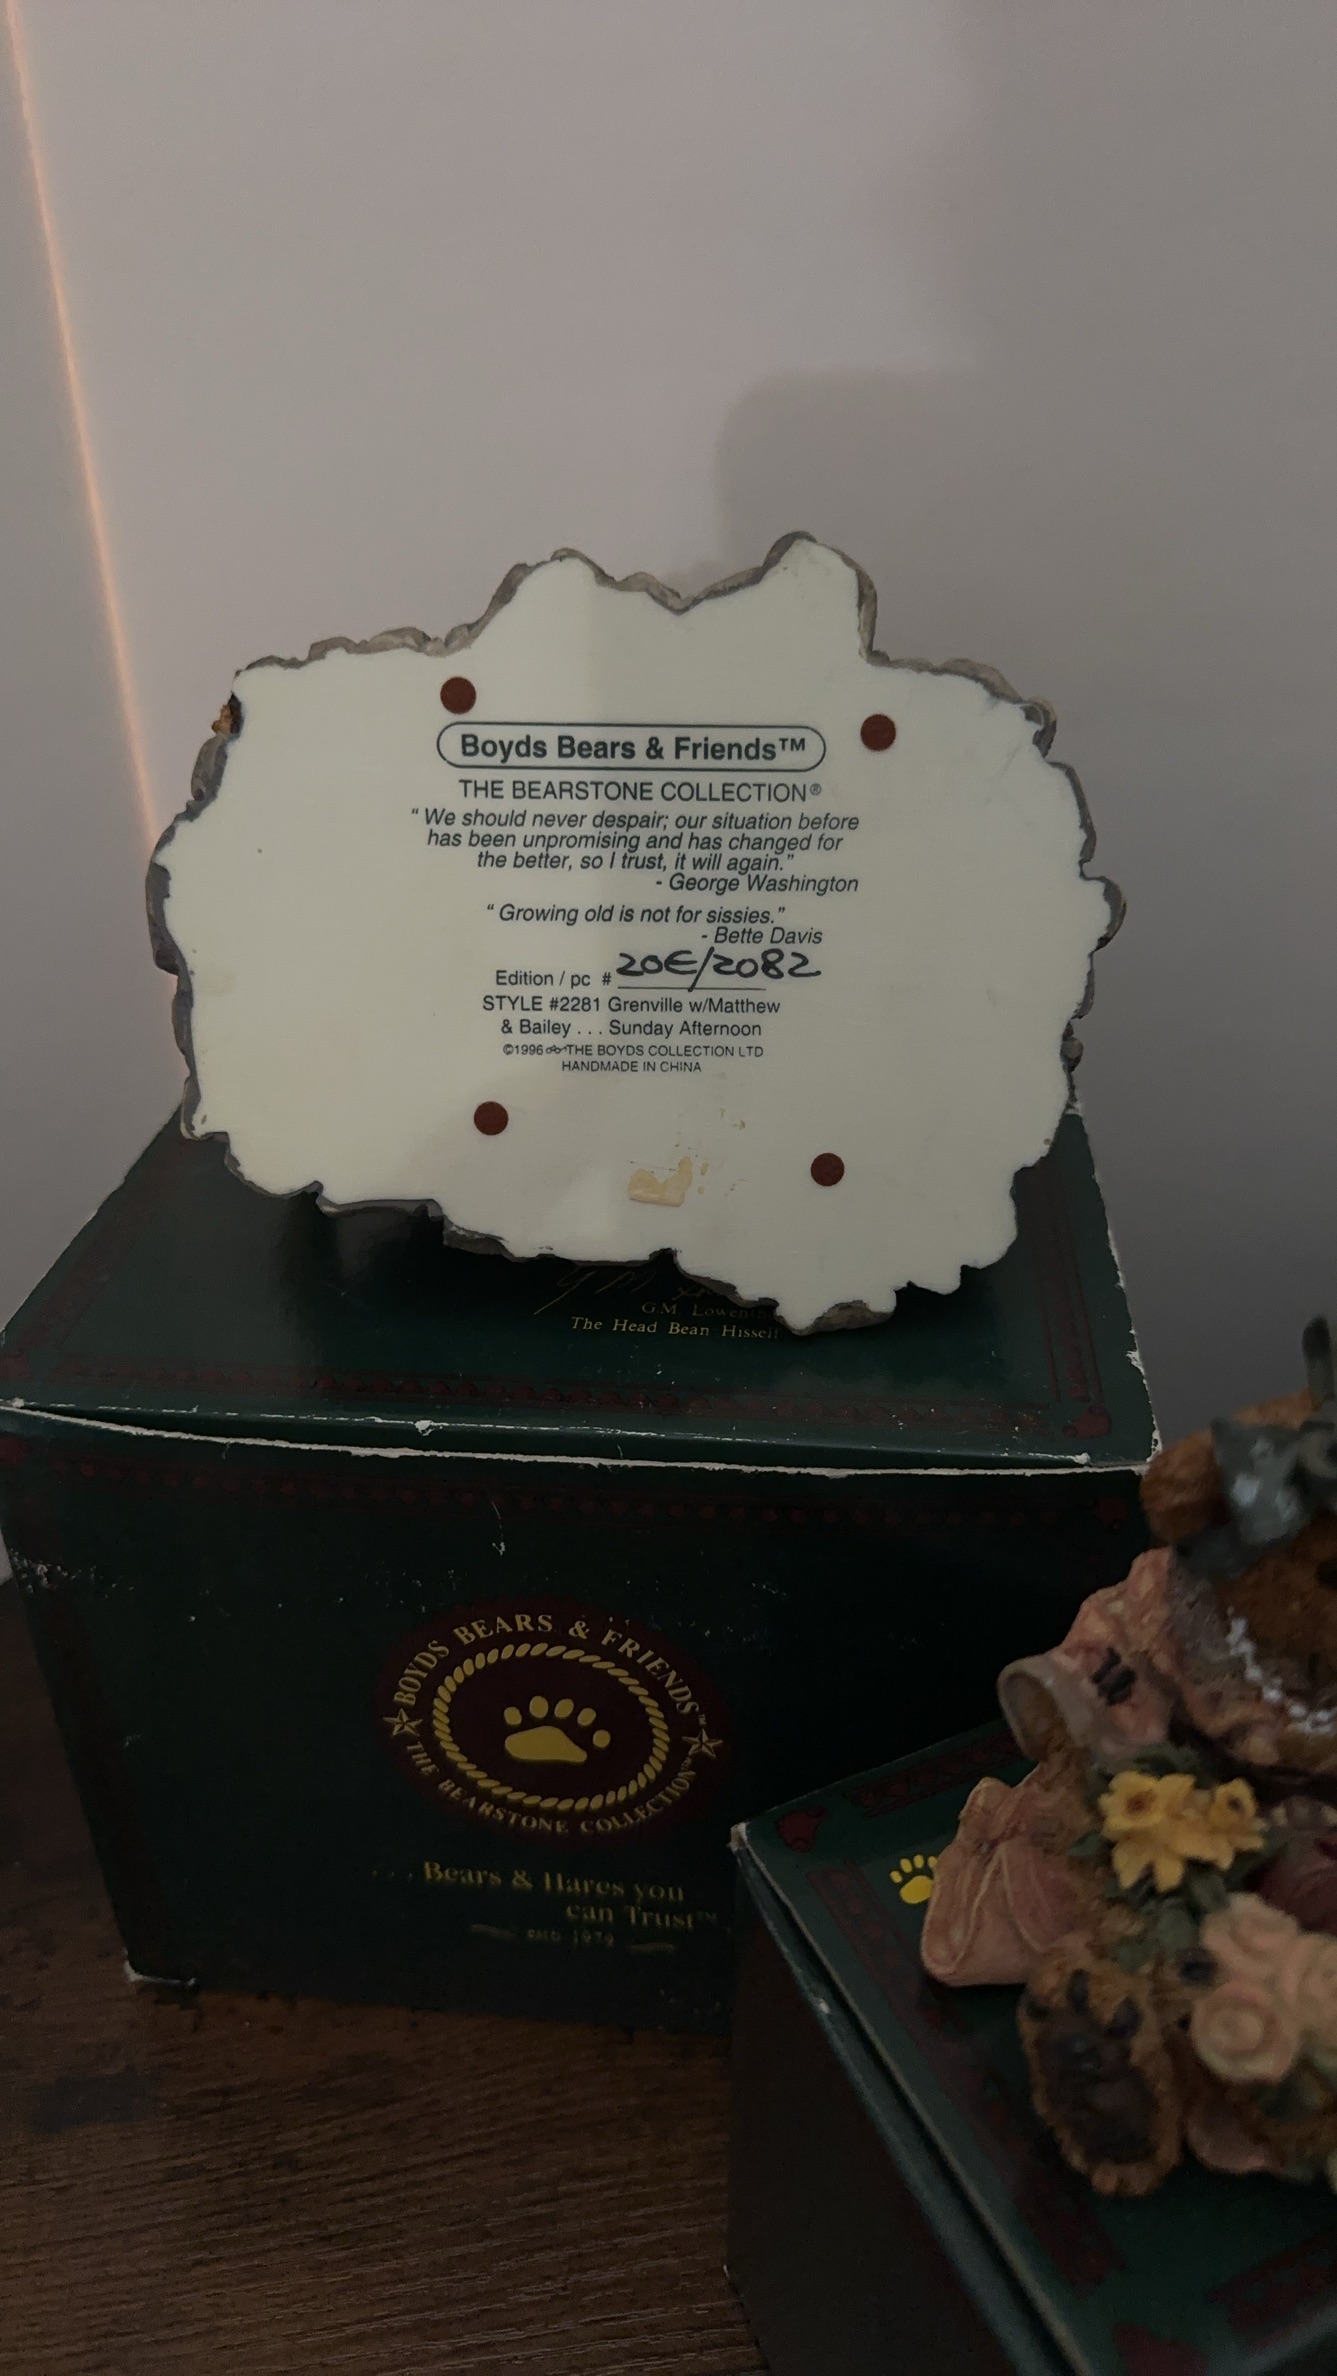 Boyds Bears & Friends™
THE BEARSTONE COLLECTION®
“We should never despair; our situation before
has been unpromising and has changed for
the better, so I trust, it will again.”
- George Washington
“Growing old is not for sissies.”
- Bette Davis
Edition / pc # 20E/2082
STYLE #2281 Grenville w/Matthew
& Bailey . . . Sunday Afternoon
©1996 THE BOYDS COLLECTION LTD
HANDMADE IN CHINA
G.M.
The Head Bean Hisself
BOYDS BEARS & FRIENDS™
THE BEARSTONE COLLECTION™
. . . Bears & Hares you
can Trust™
1979